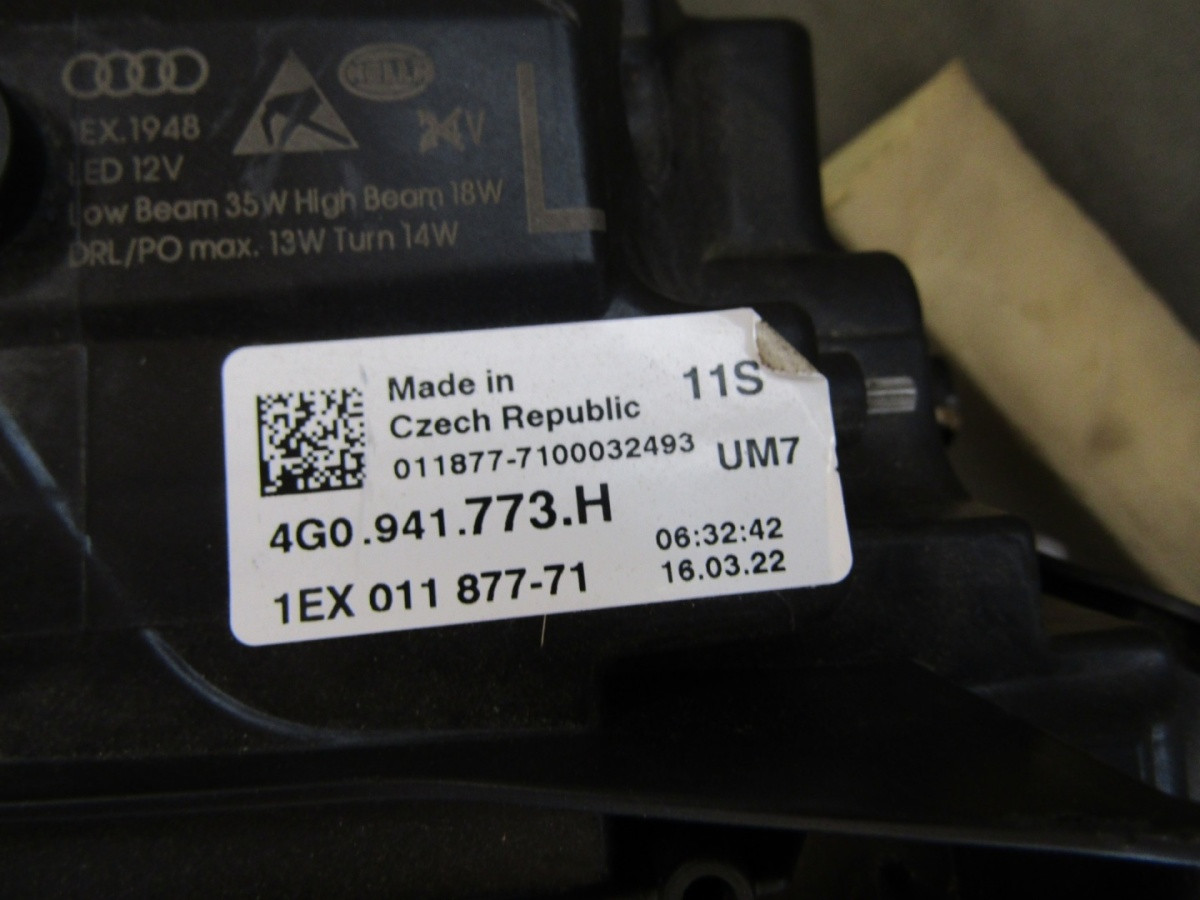 HELLA
EX.1948
LED 12V
Low Beam 35W High Beam 18W
DRL/PO max. 13W Turn 14W
L
Made in
Czech Republic
11S
011877-7100032493
UM7
4G0.941.773.H
06:32:42
1EX 011 877-71
16.03.22